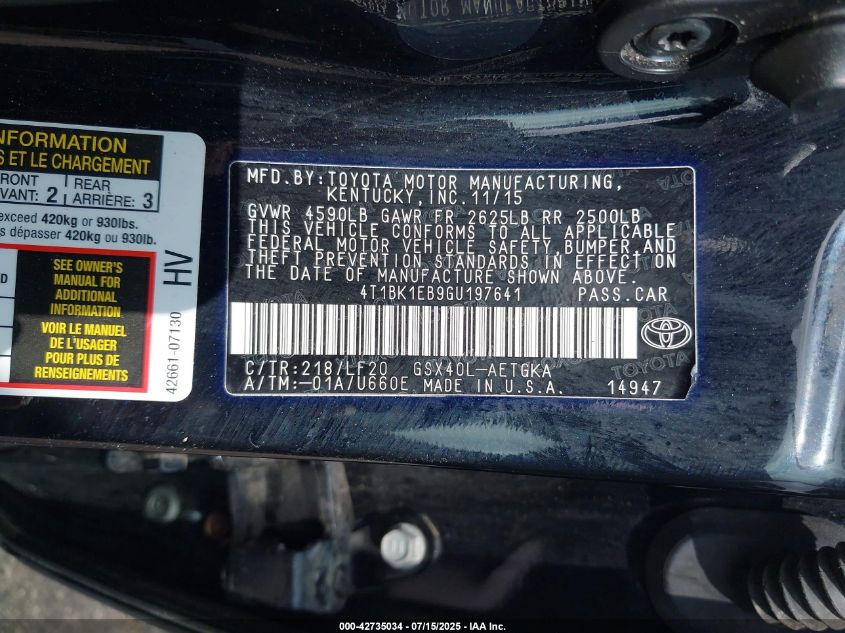 INFORMATION
S ET LE CHARGEMENT
FRONT
VANT: 2
REAR
ARRIÈRE: 3
exceed 420kg or 930lbs.
s dépasser 420kg ou 930lb.
SEE OWNER'S
MANUAL FOR
ADDITIONAL
INFORMATION
VOIR LE MANUEL
DE L'USAGER
POUR PLUS DE
RENSEIGNEMENTS
HV
42661-07130
MFD.BY:TOYOTA MOTOR MANUFACTURING,
KENTUCKY, INC.11/15
GVWR 4590LB GAWR FR 2625LB RR 2500LB
THIS VEHICLE CONFORMS TO ALL APPLICABLE
FEDERAL MOTOR VEHICLE SAFETY,BUMPER,AND
THEFT PREVENTION STANDARDS IN EFFECT ON
THE DATE OF MANUFACTURE SHOWN ABOVE.
4T1BK1EB9GU197641 PASS.CAR
TOYOTA
C/TR:218/LF20 GSX40L-AETGKA
A/TM:-01A/U660E MADE IN U.S.A. 14947
000-42735034 / 07/15/2025 - IAA Inc.